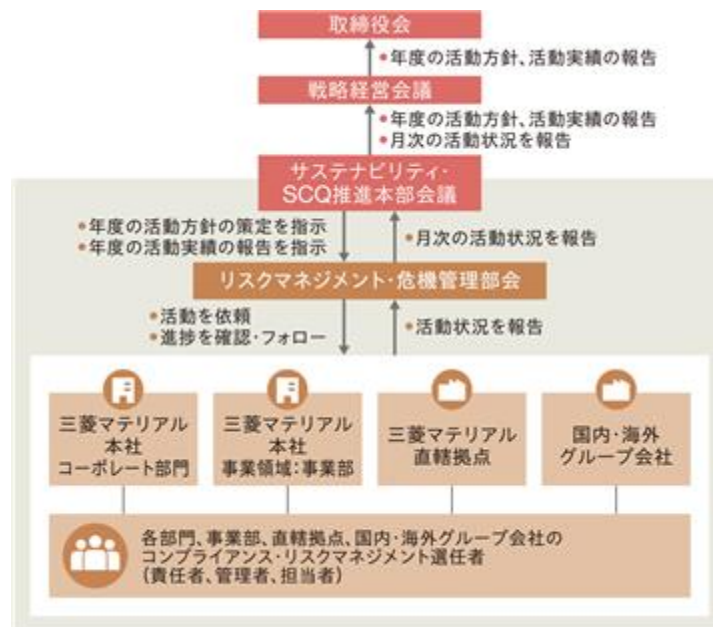 取締役会
●年度の活動方針、活動実績の報告
戦略経営会議
●年度の活動方針、活動実績の報告
●月次の活動状況を報告
サステナビリティ・
SCQ推進本部会議
●年度の活動方針の策定を指示
●年度の活動実績の報告を指示
●月次の活動状況を報告
リスクマネジメント・危機管理部会
●活動を依頼
●進捗を確認・フォロー
●活動状況を報告
三菱マテリアル
本社
コーポレート部門
三菱マテリアル
本社
事業領域：事業部
三菱マテリアル
直轄拠点
国内・海外
グループ会社
各部門、事業部、直轄拠点、国内・海外グループ会社の
コンプライアンス・リスクマネジメント選任者
（責任者、管理者、担当者）